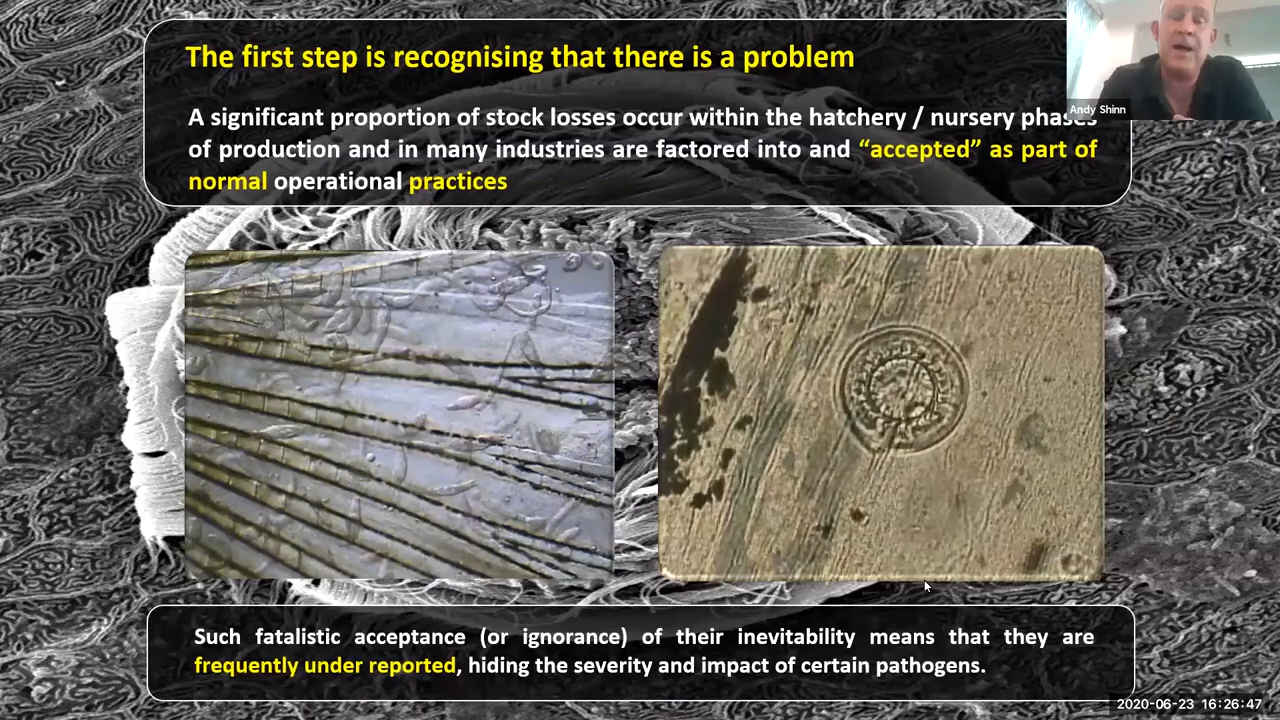 The first step is recognising that there is a problem
Andy Shinn
A significant proportion of stock losses occur within the hatchery / nursery phases
of production and in many industries are factored into and “accepted” as part of
normal operational practices
Such fatalistic acceptance (or ignorance) of their inevitability means that they are
frequently under reported, hiding the severity and impact of certain pathogens.
2020-06-23 16:26:47